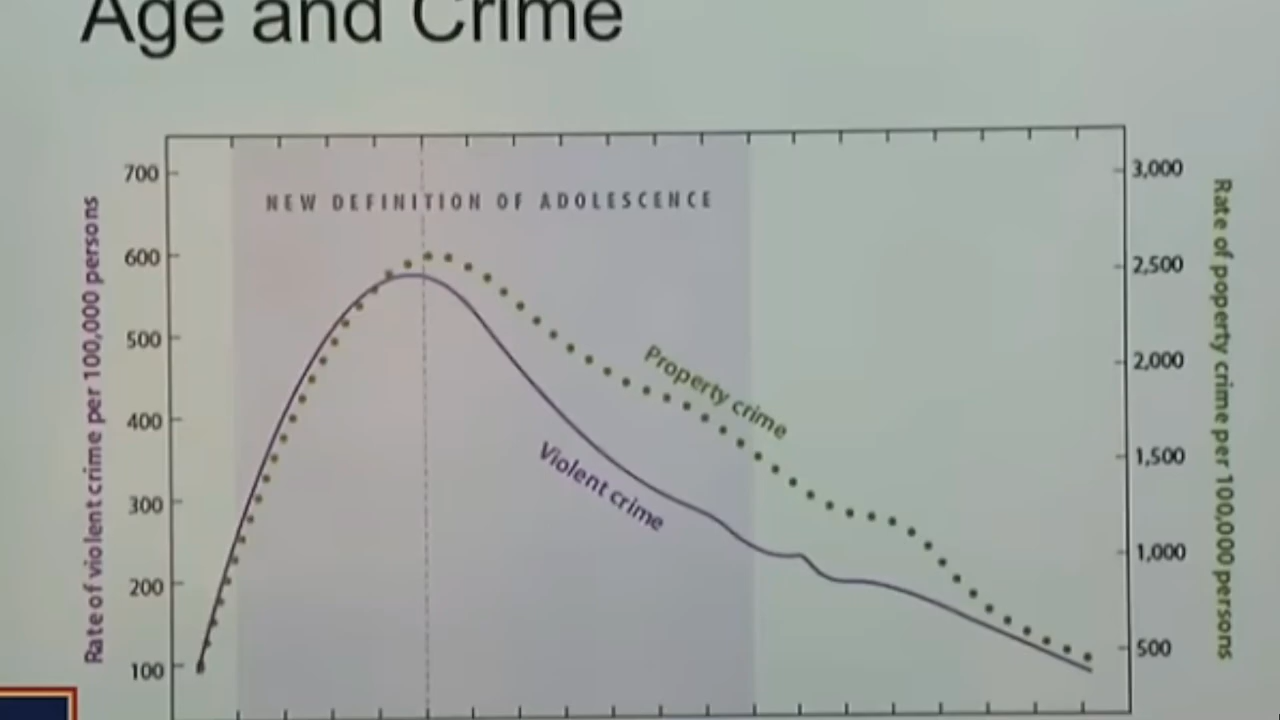 Age and Crime
NEW DEFINITION OF ADOLESCENCE
700
600
500
400
300
200
100
Rate of violent crime per 100,000 persons
Property crime
Violent crime
3,000
2,500
2,000
1,500
1,000
500
Rate of poperty crime per 100,000 persons